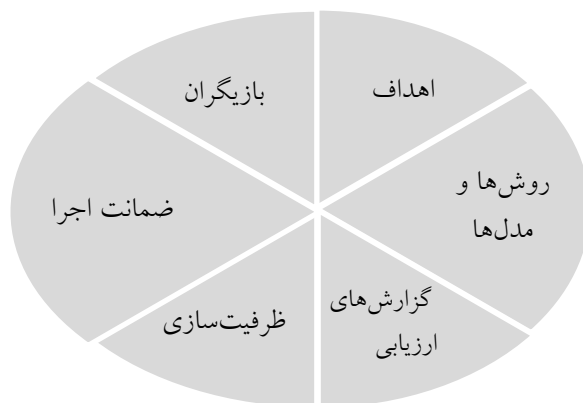 اهداف
بازیگران
روش‌ها و
مدل‌ها
ضمانت اجرا
گزارش‌های
ارزیابی
ظرفیت‌سازی